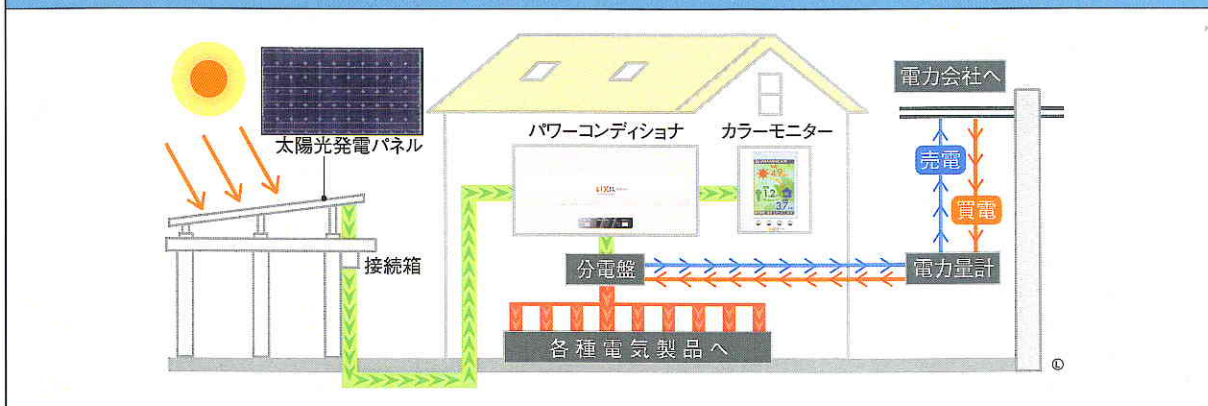 電力会社へ
太陽光発電パネル
パワーコンディショナ
カラーモニター
売電
買電
接続箱
分電盤
電力量計
各種電気製品へ
Ⓛ